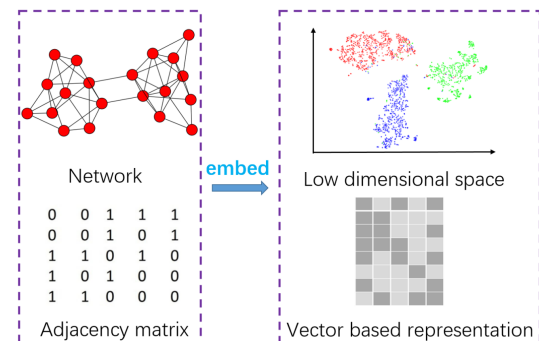 Network
embed
Low dimensional space
0 0 1 1 1
0 0 1 0 1
1 1 0 1 0
1 0 1 0 0
1 1 0 0 0
Adjacency matrix
Vector based representation